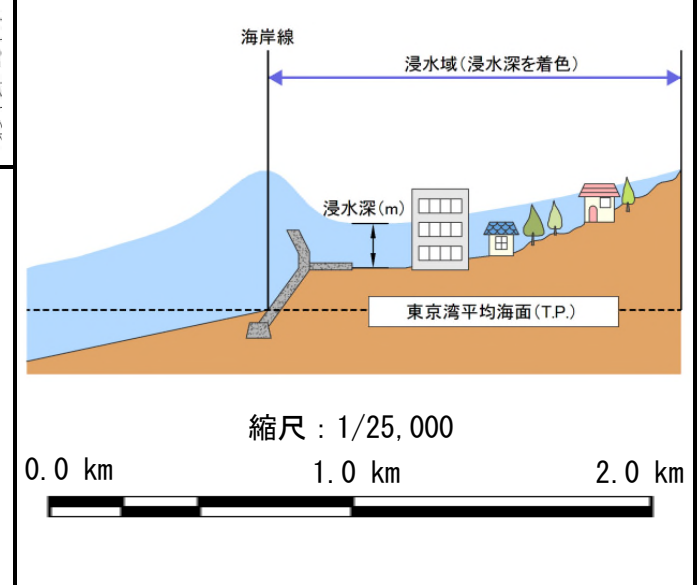 海岸線
浸水域（浸水深を着色）
浸水深（m）
東京湾平均海面（T.P.）
縮尺：1/25,000
0.0 km 1.0 km 2.0 km